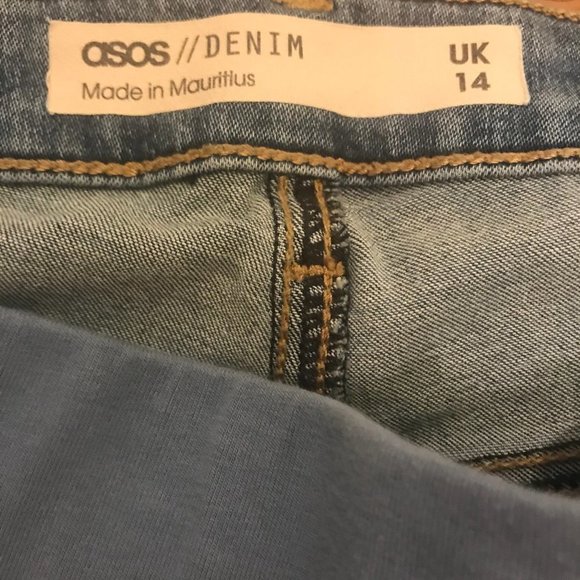 asos // DENIM UK
Made in Mauritius 14